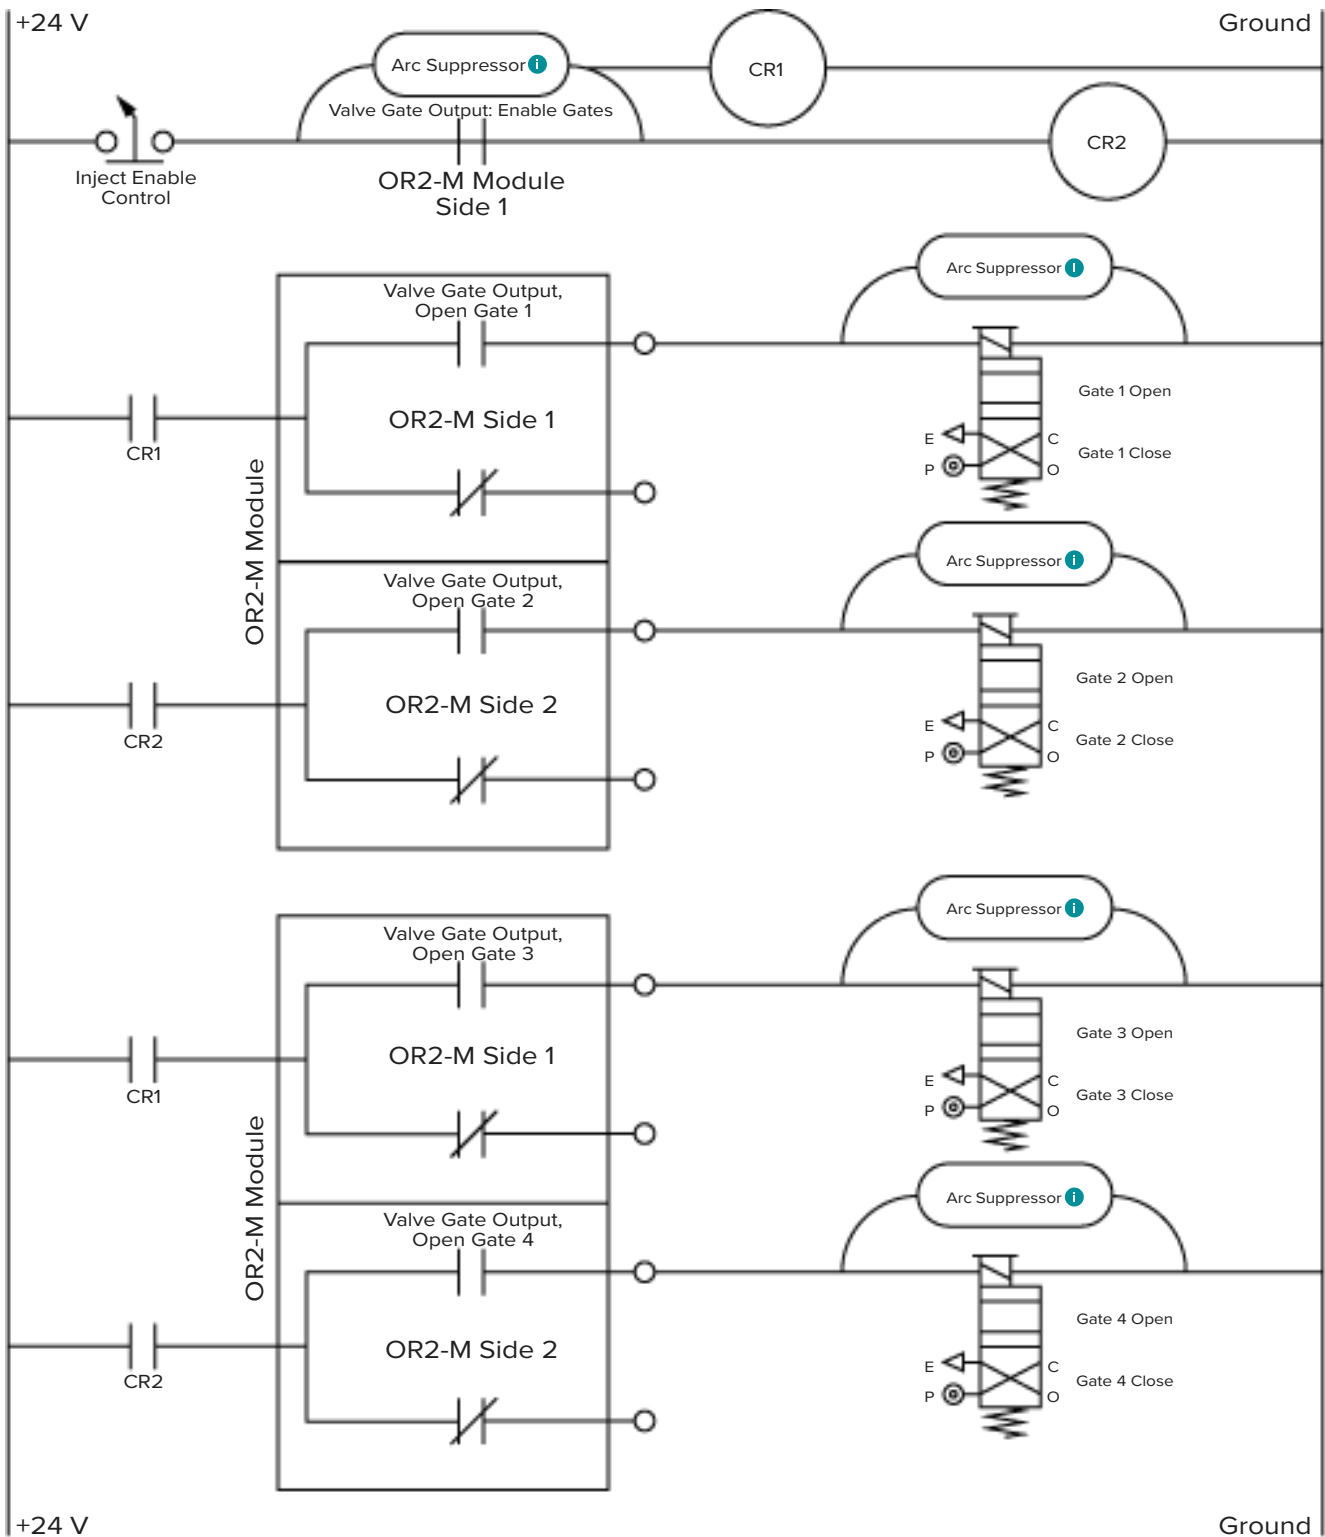 +24 V
Ground
Arc Suppressor i
CR1
Valve Gate Output: Enable Gates
CR2
Inject Enable
Control
OR2-M Module
Side 1
Arc Suppressor i
Valve Gate Output,
Open Gate 1
Gate 1 Open
OR2-M Side 1
CR1
E
C
Gate 1 Close
P
O
OR2-M Module
Arc Suppressor i
Valve Gate Output,
Open Gate 2
Gate 2 Open
OR2-M Side 2
CR2
E
C
Gate 2 Close
P
O
Arc Suppressor i
Valve Gate Output,
Open Gate 3
Gate 3 Open
OR2-M Side 1
CR1
E
C
Gate 3 Close
P
O
OR2-M Module
Arc Suppressor i
Valve Gate Output,
Open Gate 4
Gate 4 Open
OR2-M Side 2
CR2
E
C
Gate 4 Close
P
O
+24 V
Ground